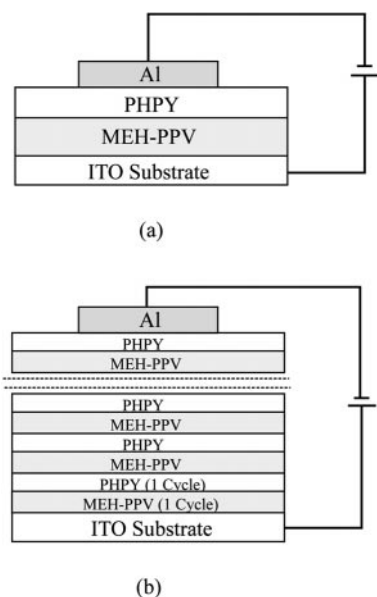 Al
PHPY
MEH-PPV
ITO Substrate
(a)
Al
PHPY
MEH-PPV
PHPY
MEH-PPV
PHPY
MEH-PPV
PHPY (1 Cycle)
MEH-PPV (1 Cycle)
ITO Substrate
(b)